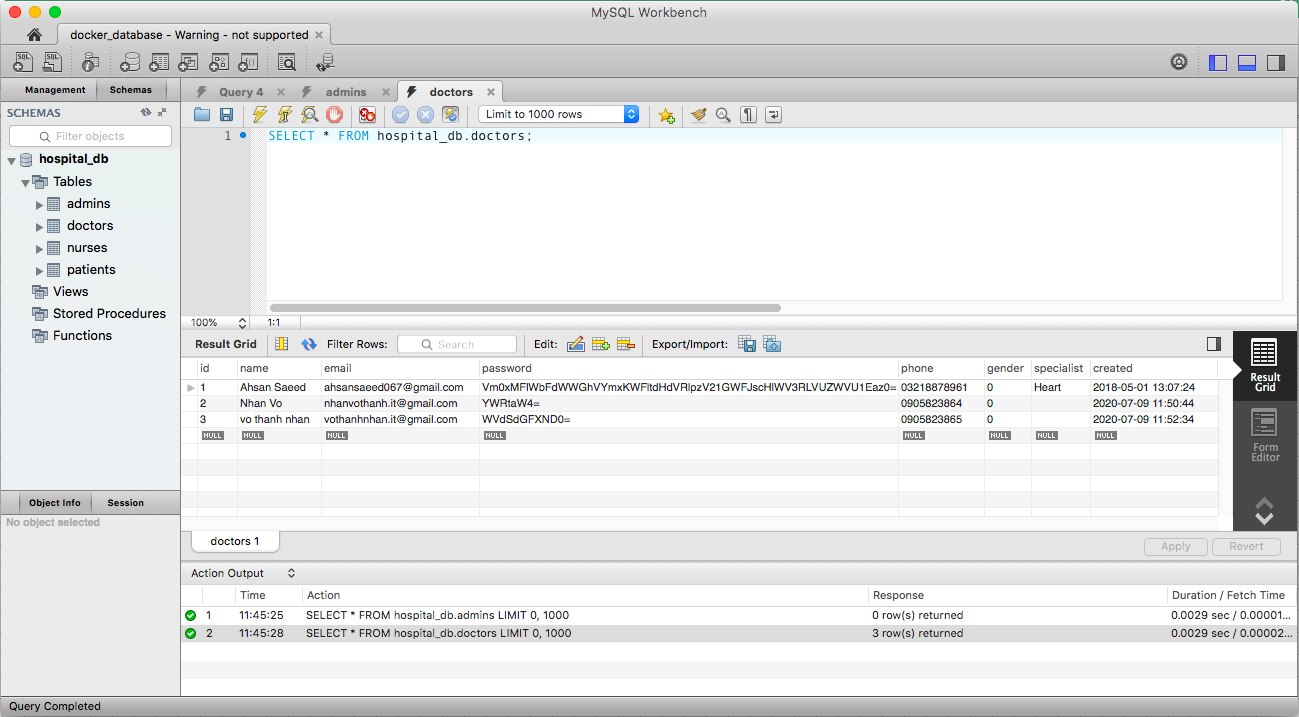 MySQL Workbench
docker_database - Warning - not supported
Management Schemas
SCHEMAS
Filter objects
hospital_db
Tables
admins
doctors
nurses
patients
Views
Stored Procedures
Functions
Object Info Session
No object selected
Query 4 admins doctors
Limit to 1000 rows
1 SELECT * FROM hospital_db.doctors;
100% 1:1
Result Grid Filter Rows: Search Edit: Export/Import:
id name email password phone gender specialist created
1 Ahsan Saeed ahsansaeed067@gmail.com 03218878961 0 Heart 2018-05-01 13:07:24
2 Nhan Vo nhanvothanh.it@gmail.com YWRtaW4= 0905823864 0 2020-07-09 11:50:44
3 vo thanh nhan vothanhnhan.it@gmail.com WVdSdGFXND0= 0905823865 0 2020-07-09 11:52:34
NULL NULL NULL NULL NULL NULL NULL NULL
Result Grid
Form Editor
doctors 1
Apply Revert
Action Output
Time Action Response Duration / Fetch Time
1 11:45:25 SELECT * FROM hospital_db.admins LIMIT 0, 1000 0 row(s) returned 0.0029 sec / 0.00001...
2 11:45:28 SELECT * FROM hospital_db.doctors LIMIT 0, 1000 3 row(s) returned 0.0029 sec / 0.00002...
Query Completed